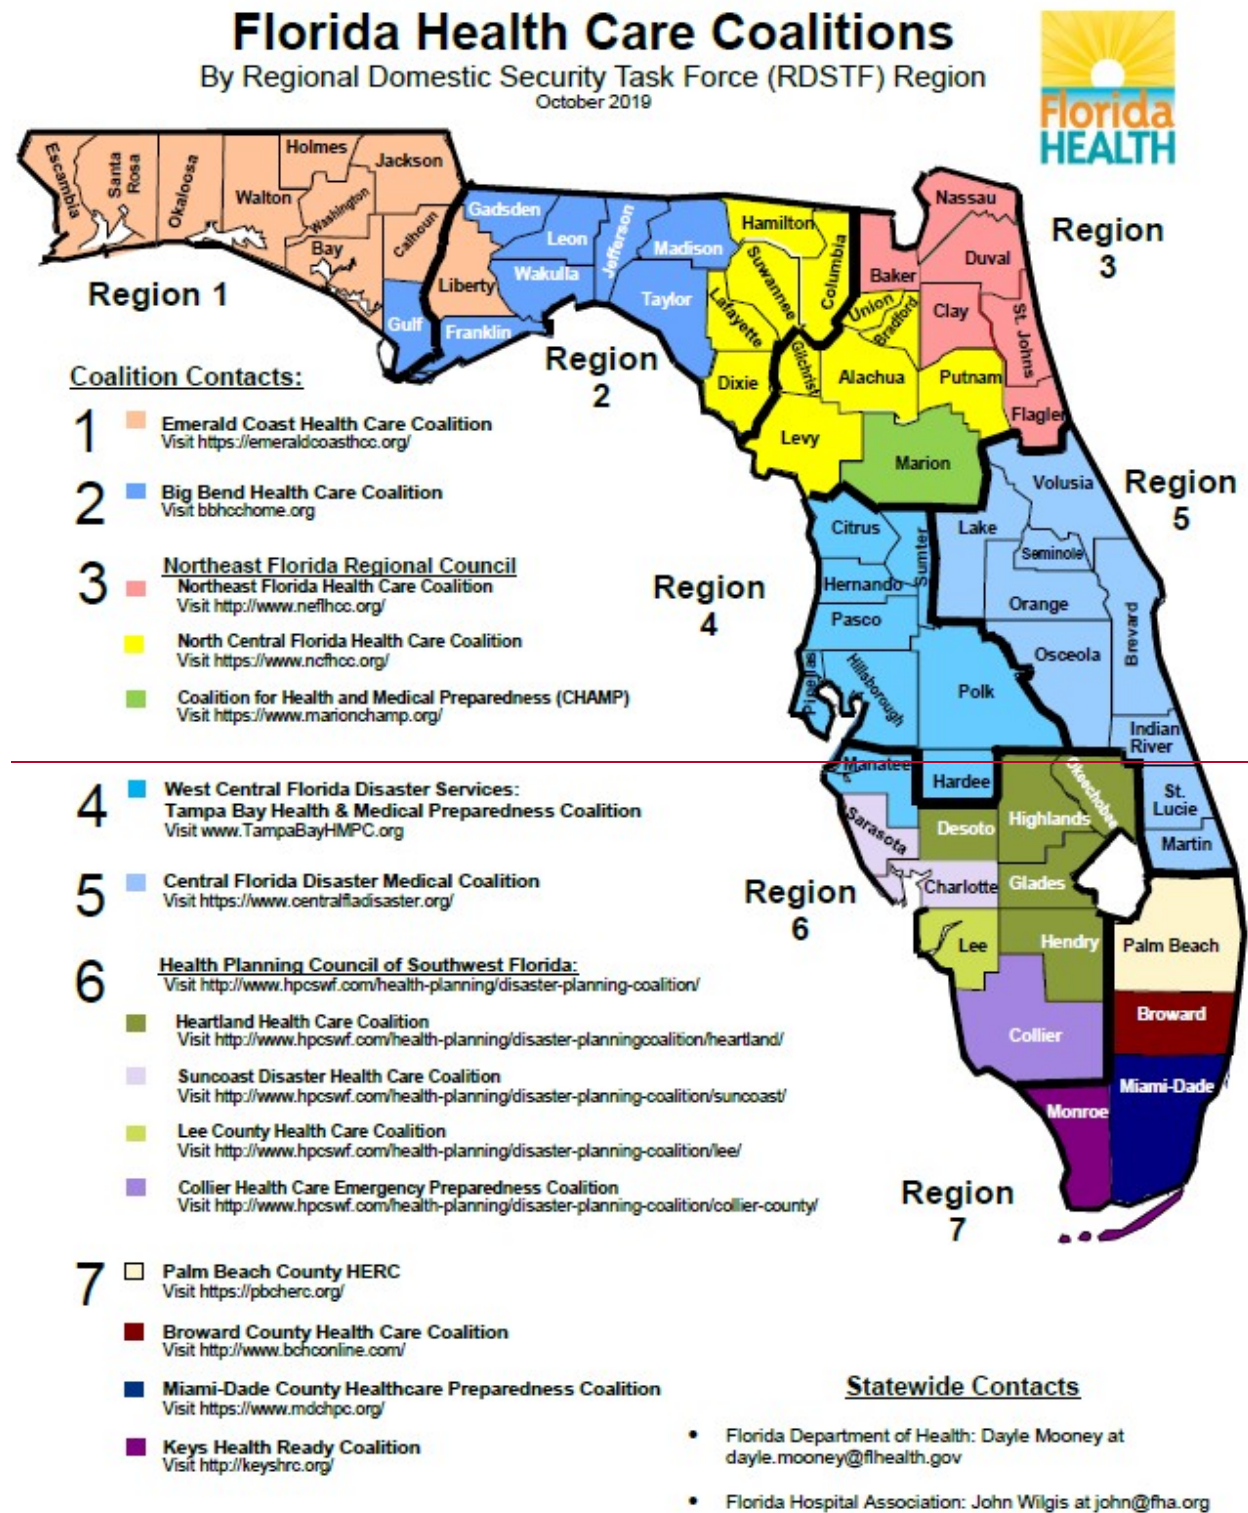 Florida Health Care Coalitions
By Regional Domestic Security Task Force (RDSTF) Region
October 2019
Florida
HEALTH
Escambia
Santa
Rosa
Okaloosa
Walton
Holmes
Washington
Jackson
Bay
Calhoun
Gulf
Liberty
Gadsden
Leon
Wakulla
Franklin
Jefferson
Madison
Taylor
Hamilton
Suwannee
Lafayette
Columbia
Dixie
Gilchrist
Levy
Union
Bradford
Alachua
Putnam
Marion
Nassau
Baker
Duval
Clay
St. Johns
Flagler
Region 1
Region
2
Region
3
Region
4
Region
5
Region
6
Region
7
Citrus
Sumter
Hernando
Pasco
Pinellas
Hillsborough
Polk
Hardee
Manatee
Volusia
Lake
Seminole
Orange
Osceola
Brevard
Indian
River
St.
Lucie
Martin
Okeechobee
Highlands
Desoto
Sarasota
Charlotte
Glades
Lee
Hendry
Collier
Palm Beach
Broward
Miami-Dade
Monroe
Coalition Contacts:
1
Emerald Coast Health Care Coalition
Visit https://emeraldcoasthcc.org/
2
Big Bend Health Care Coalition
Visit bbhcchome.org
3
Northeast Florida Regional Council
Northeast Florida Health Care Coalition
Visit http://www.neflhcc.org/
North Central Florida Health Care Coalition
Visit https://www.ncfhcc.org/
Coalition for Health and Medical Preparedness (CHAMP)
Visit https://www.marionchamp.org/
4
West Central Florida Disaster Services:
Tampa Bay Health & Medical Preparedness Coalition
Visit www.TampaBayHMPC.org
5
Central Florida Disaster Medical Coalition
Visit https://www.centralfladisaster.org/
6
Health Planning Council of Southwest Florida:
Visit http://www.hpcswf.com/health-planning/disaster-planning-coalition/
Heartland Health Care Coalition
Visit http://www.hpcswf.com/health-planning/disaster-planningcoalition/heartland/
Suncoast Disaster Health Care Coalition
Visit http://www.hpcswf.com/health-planning/disaster-planning-coalition/suncoast/
Lee County Health Care Coalition
Visit http://www.hpcswf.com/health-planning/disaster-planning-coalition/lee/
Collier Health Care Emergency Preparedness Coalition
Visit http://www.hpcswf.com/health-planning/disaster-planning-coalition/collier-county/
7
Palm Beach County HERC
Visit https://pbcherc.org/
Broward County Health Care Coalition
Visit http://www.bchconline.com/
Miami-Dade County Healthcare Preparedness Coalition
Visit https://www.mdchpc.org/
Keys Health Ready Coalition
Visit http://keyshrc.org/
Statewide Contacts
• Florida Department of Health: Dayle Mooney at
dayle.mooney@flhealth.gov
• Florida Hospital Association: John Wilgis at john@fha.org